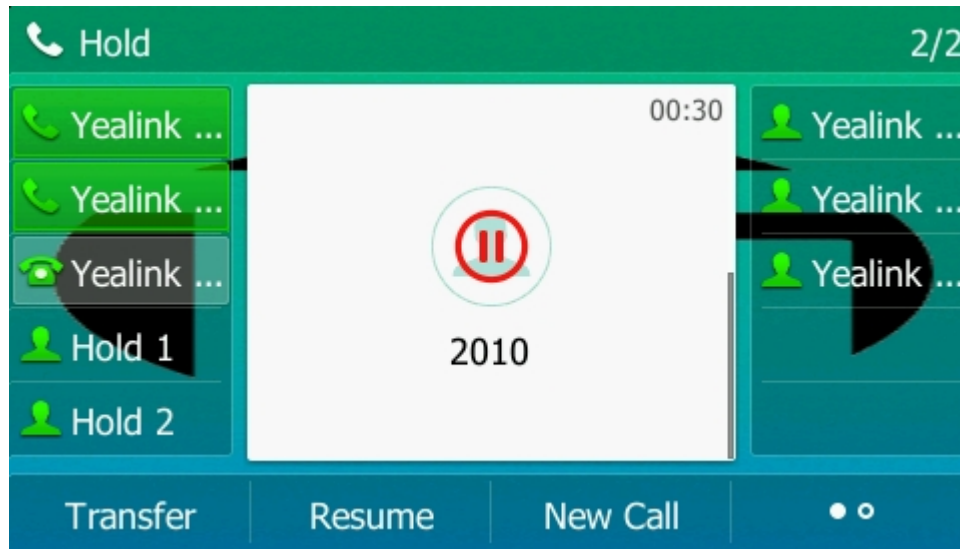 Hold
2/2
Yealink ...
Yealink ...
Yealink ...
Hold 1
Hold 2
00:30
2010
Yealink ...
Yealink ...
Yealink ...
Transfer
Resume
New Call